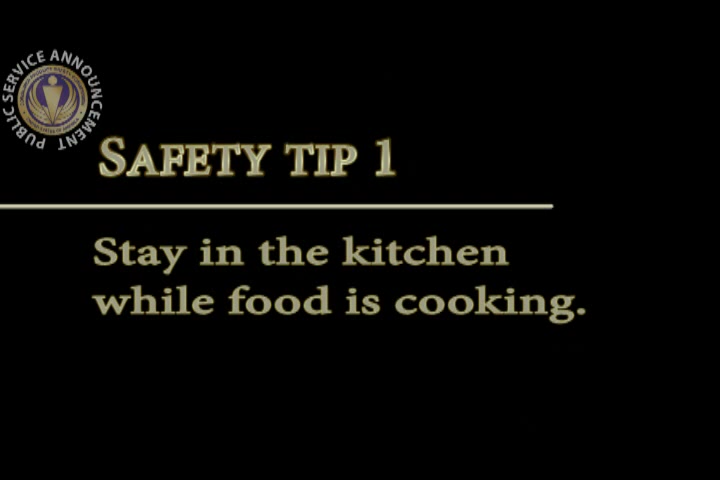 PUBLIC SERVICE ANNOUNCEMENT
SAFETY TIP 1
Stay in the kitchen
while food is cooking.